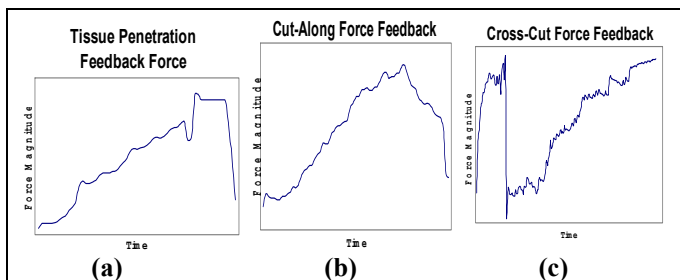 Tissue Penetration
Feedback Force
Force Magnitude
Time
(a)
Cut-Along Force Feedback
Force Magnitude
Time
(b)
Cross-Cut Force Feedback
Force Magnitude
Time
(c)